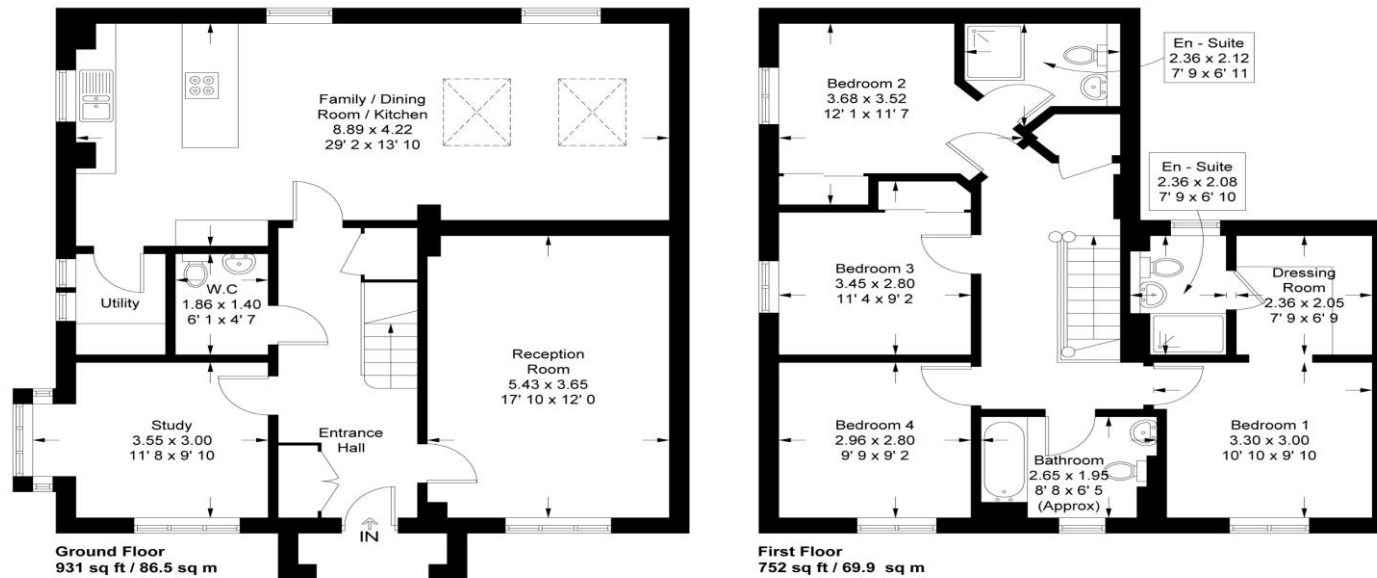 Family / Dining
Room / Kitchen
8.89 x 4.22
29' 2 x 13' 10
Utility
W.C
1.86 x 1.40
6' 1 x 4' 7
Study
3.55 x 3.00
11' 8 x 9' 10
Entrance
Hall
Reception
Room
5.43 x 3.65
17' 10 x 12' 0
IN
Ground Floor
931 sq ft / 86.5 sq m
Bedroom 2
3.68 x 3.52
12' 1 x 11' 7
En - Suite
2.36 x 2.12
7' 9 x 6' 11
En - Suite
2.36 x 2.08
7' 9 x 6' 10
Bedroom 3
3.45 x 2.80
11' 4 x 9' 2
Dressing
Room
2.36 x 2.05
7' 9 x 6' 9
Bedroom 4
2.96 x 2.80
9' 9 x 9' 2
Bathroom
2.65 x 1.95
8' 8 x 6' 5
(Approx)
Bedroom 1
3.30 x 3.00
10' 10 x 9' 10
First Floor
752 sq ft / 69.9 sq m